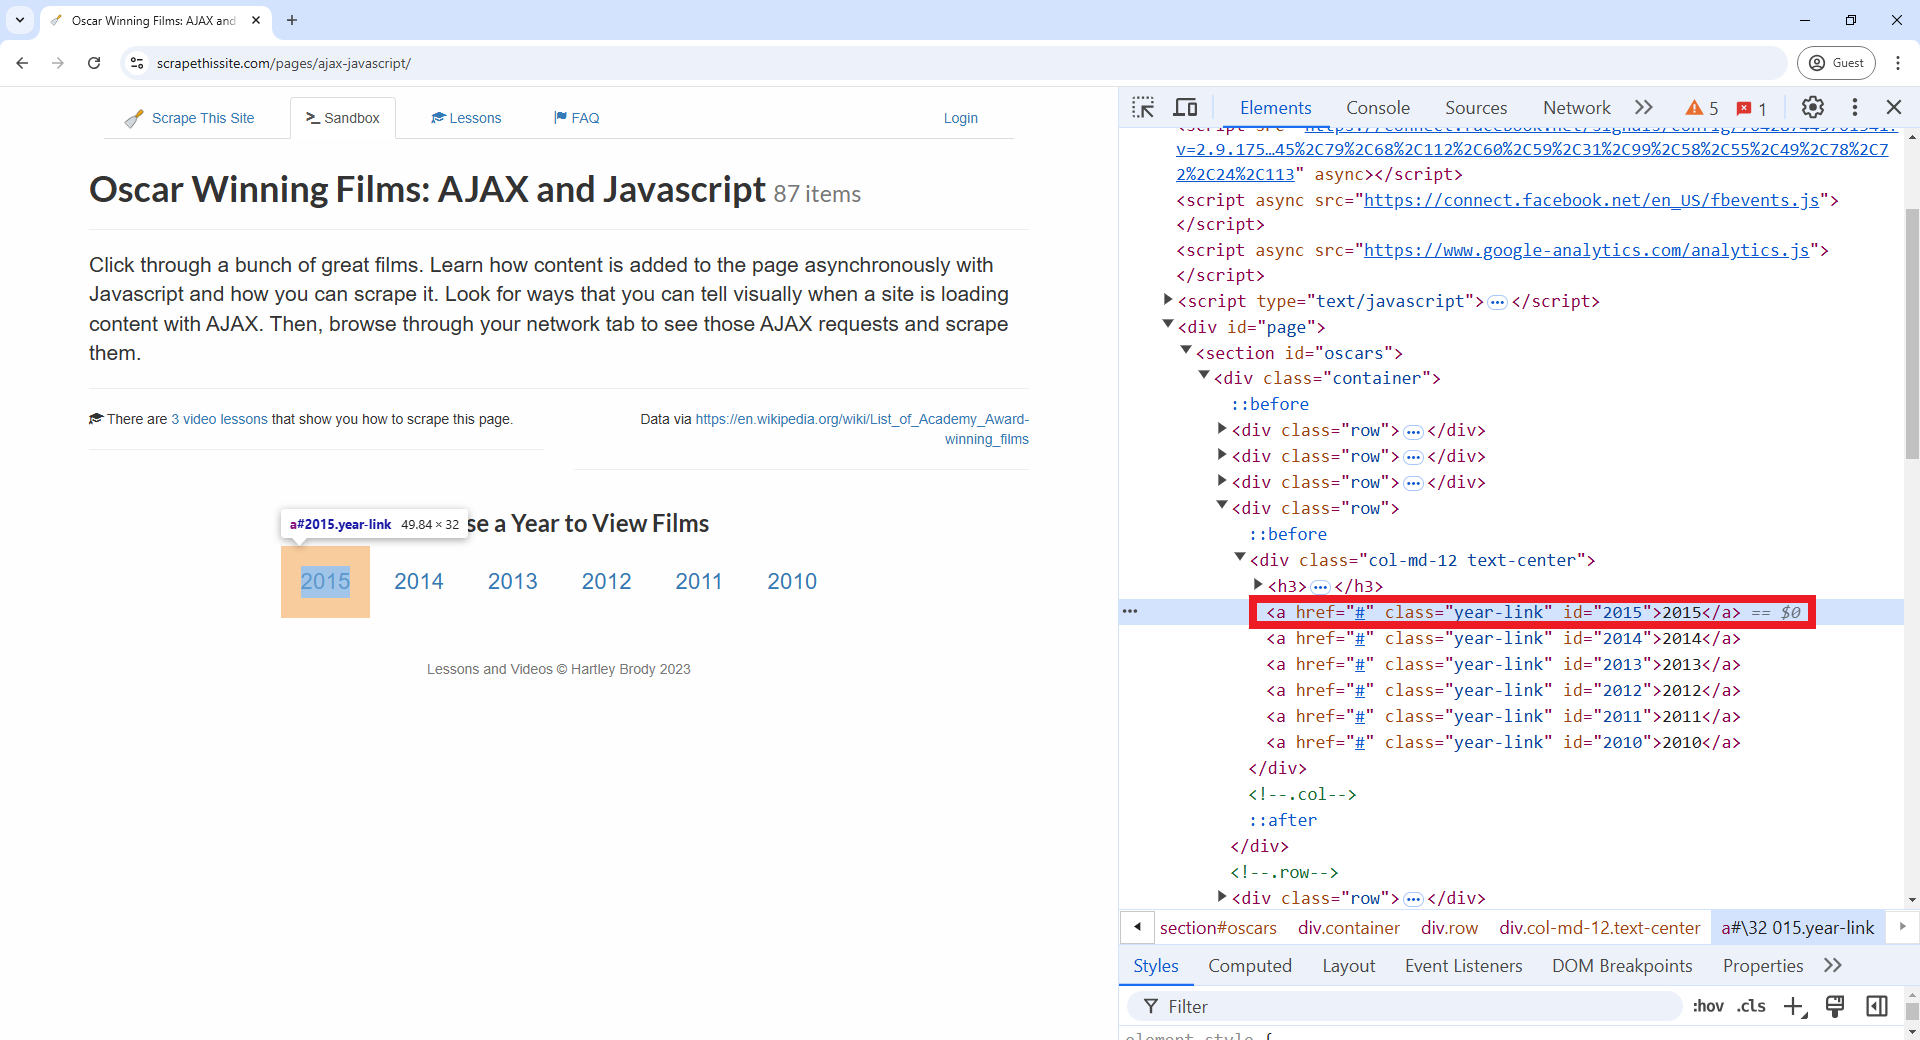 Oscar Winning Films: AJAX and
scrapethissite.com/pages/ajax-javascript/
Guest
Scrape This Site
Sandbox
Lessons
FAQ
Login
Oscar Winning Films: AJAX and Javascript 87 items
Click through a bunch of great films. Learn how content is added to the page asynchronously with
Javascript and how you can scrape it. Look for ways that you can tell visually when a site is loading
content with AJAX. Then, browse through your network tab to see those AJAX requests and scrape
them.
There are 3 video lessons that show you how to scrape this page.
Data via https://en.wikipedia.org/wiki/List_of_Academy_Award-
winning_films
a#2015.year-link 49.84 × 32
se a Year to View Films
2015 2014 2013 2012 2011 2010
Lessons and Videos © Hartley Brody 2023
Elements Console Sources Network 5 1
v=2.9.175…45%2C79%2C68%2C112%2C60%2C59%2C31%2C99%2C58%2C55%2C49%2C78%2C7
2%2C24%2C113" async></script>
<script async src="https://connect.facebook.net/en_US/fbevents.js">
</script>
<script async src="https://www.google-analytics.com/analytics.js">
</script>
<script type="text/javascript">…</script>
<div id="page">
<section id="oscars">
<div class="container">
::before
<div class="row">…</div>
<div class="row">…</div>
<div class="row">…</div>
<div class="row">
::before
<div class="col-md-12 text-center">
<h3>…</h3>
<a href="#" class="year-link" id="2015">2015</a> == $0
<a href="#" class="year-link" id="2014">2014</a>
<a href="#" class="year-link" id="2013">2013</a>
<a href="#" class="year-link" id="2012">2012</a>
<a href="#" class="year-link" id="2011">2011</a>
<a href="#" class="year-link" id="2010">2010</a>
</div>
<!--.col-->
::after
</div>
<!--.row-->
<div class="row">…</div>
section#oscars div.container div.row div.col-md-12.text-center a#\32 015.year-link
Styles Computed Layout Event Listeners DOM Breakpoints Properties
Filter
:hov .cls
element.style {